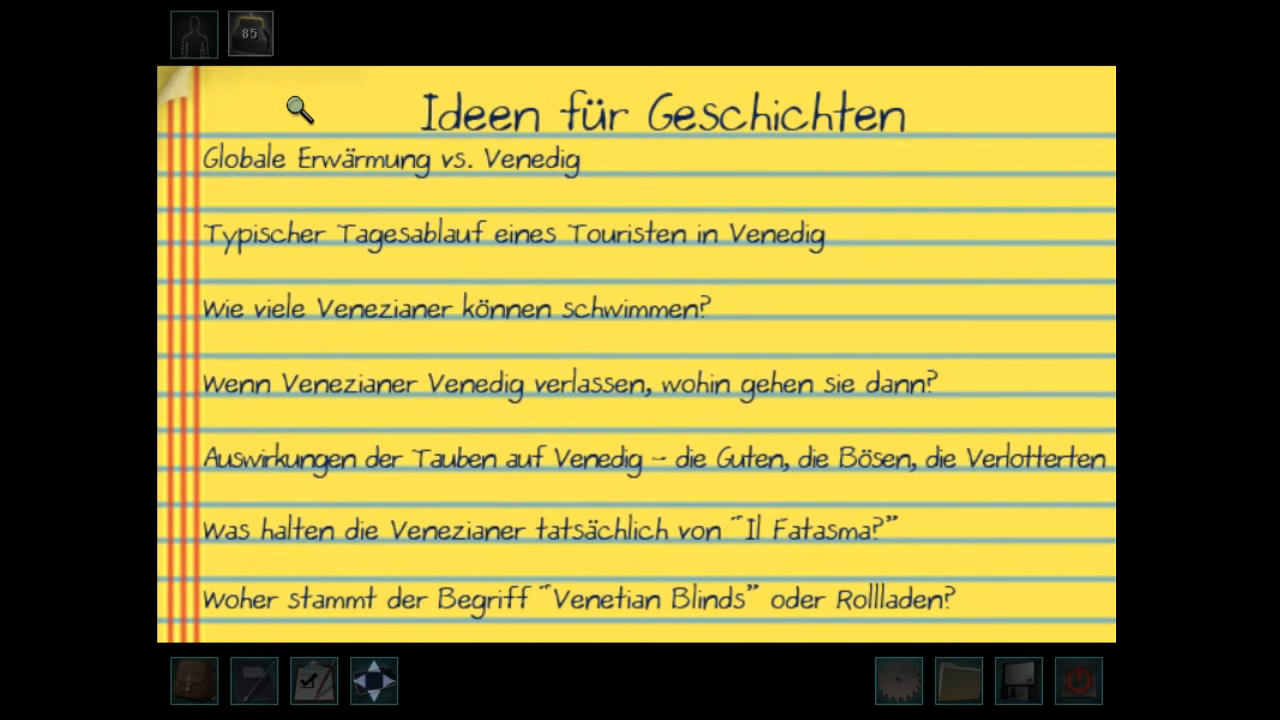 85
Ideen für Geschichten
Globale Erwärmung vs. Venedig
Typischer Tagesablauf eines Touristen in Venedig
Wie viele Venezianer können schwimmen?
Wenn Venezianer Venedig verlassen, wohin gehen sie dann?
Auswirkungen der Tauben auf Venedig - die Guten, die Bösen, die Verlotterten
Was halten die Venezianer tatsächlich von "Il Fatasma?"
Woher stammt der Begriff "Venetian Blinds" oder Rollladen?